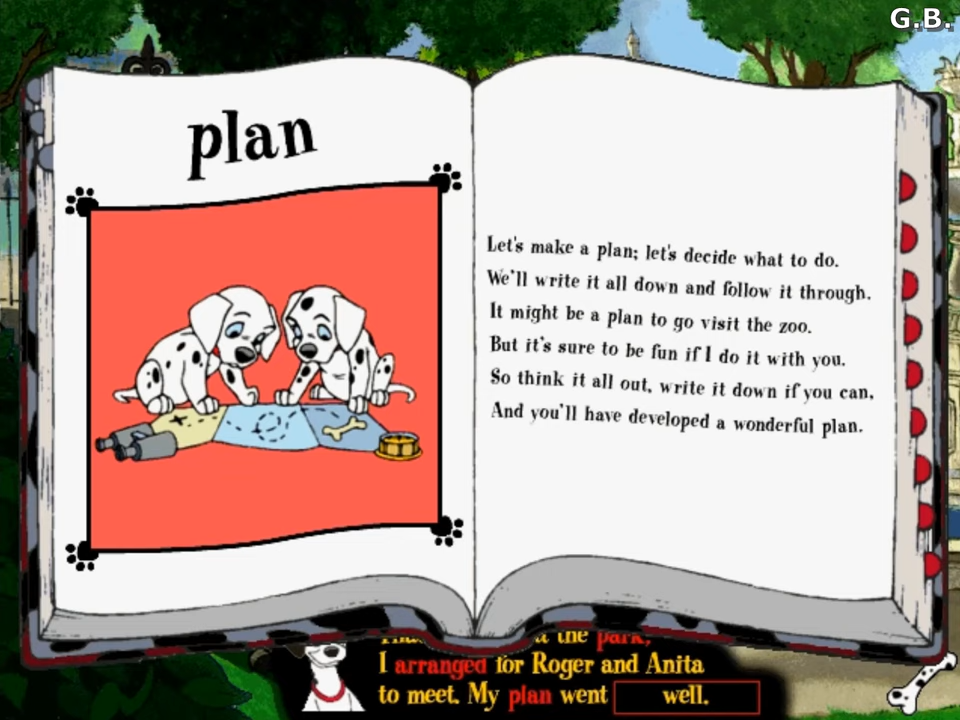 G.B.
plan
Let's make a plan; let's decide what to do.
We'll write it all down and follow it through.
It might be a plan to go visit the zoo.
But it's sure to be fun if I do it with you.
So think it all out, write it down if you can,
And you'll have developed a wonderful plan.
the park,
I arranged for Roger and Anita
to meet. My plan went well.